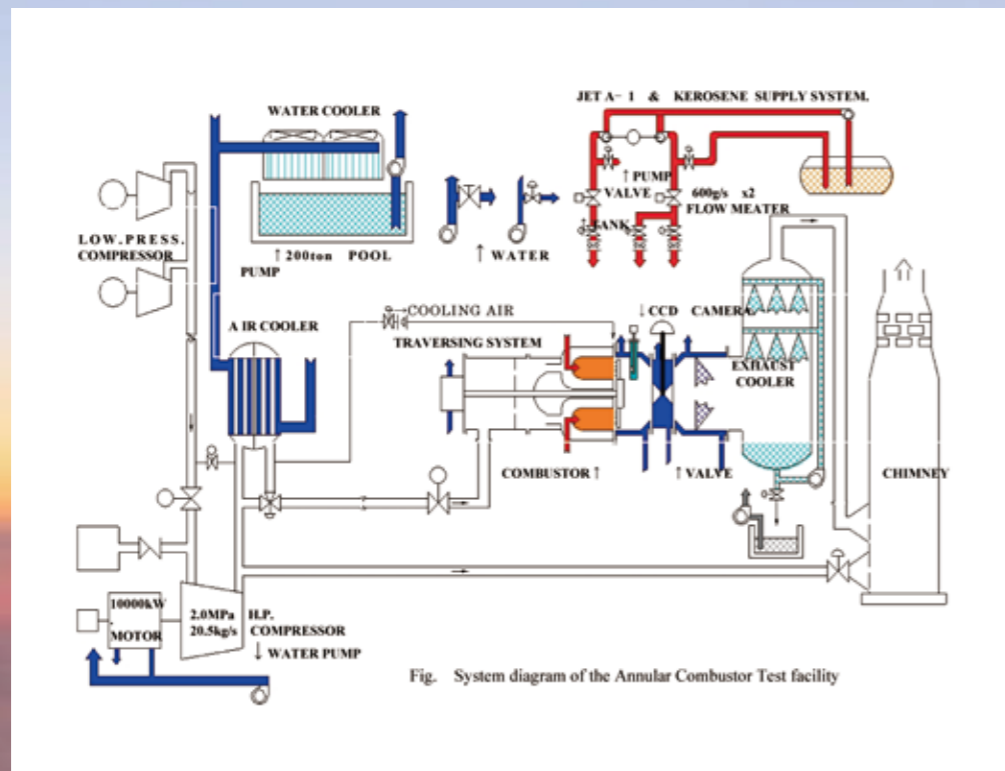 JET A- 1 & KEROSENE SUPPLY SYSTEM.
WATER COOLER
↑ PUMP
VALVE
600g/s x2
FLOW MEATER
↑ TANK
LOW.PRESS.
COMPRESSOR
↑ 200ton POOL
PUMP
↑ WATER
COOLING AIR
↓ CCD CAMERA
AIR COOLER
TRAVERSING SYSTEM
EXHAUST
COOLER
COMBUSTOR ↑
↑ VALVE
CHIMNEY
10000kW
MOTOR
2.0MPa H.P.
20.5kg/s COMPRESSOR
↓ WATER PUMP
Fig. System diagram of the Annular Combustor Test facility